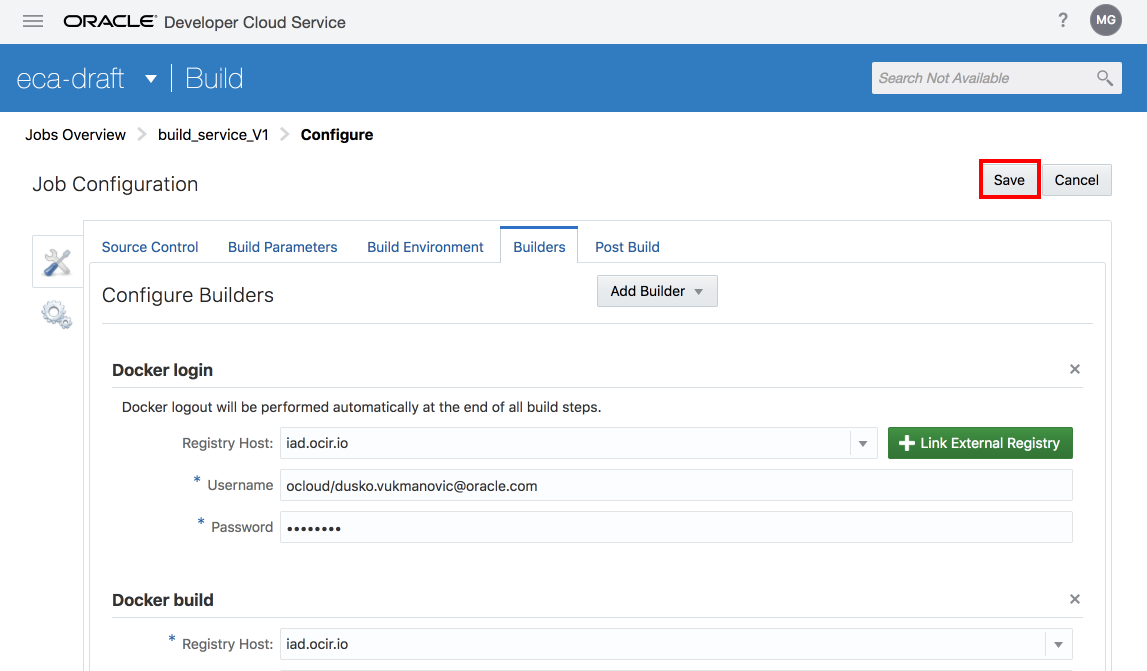 ORACLE® Developer Cloud Service ? MG
eca-draft Build Search Not Available
Jobs Overview build_service_V1 Configure
Job Configuration Save Cancel
Source Control Build Parameters Build Environment Builders Post Build
Configure Builders Add Builder
Docker login
Docker logout will be performed automatically at the end of all build steps.
Registry Host: iad.ocir.io Link External Registry
* Username ocloud/dusko.vukmanovic@oracle.com
* Password ••••••••
Docker build
* Registry Host: iad.ocir.io